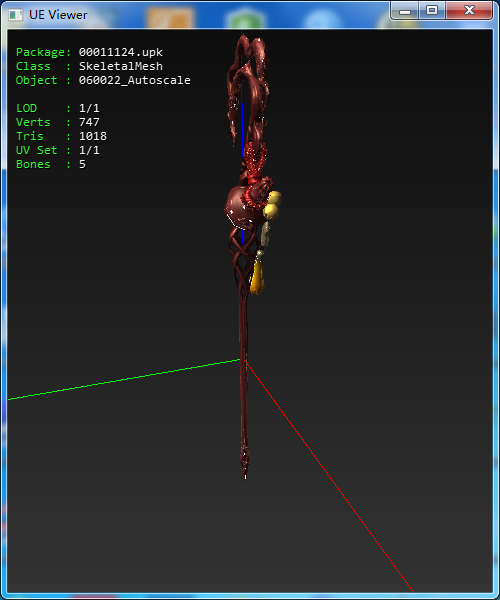 UE Viewer
Package: 00011124.upk
Class  : SkeletalMesh
Object : 060022_Autoscale
LOD    : 1/1
Verts  : 747
Tris   : 1018
UV Set : 1/1
Bones  : 5